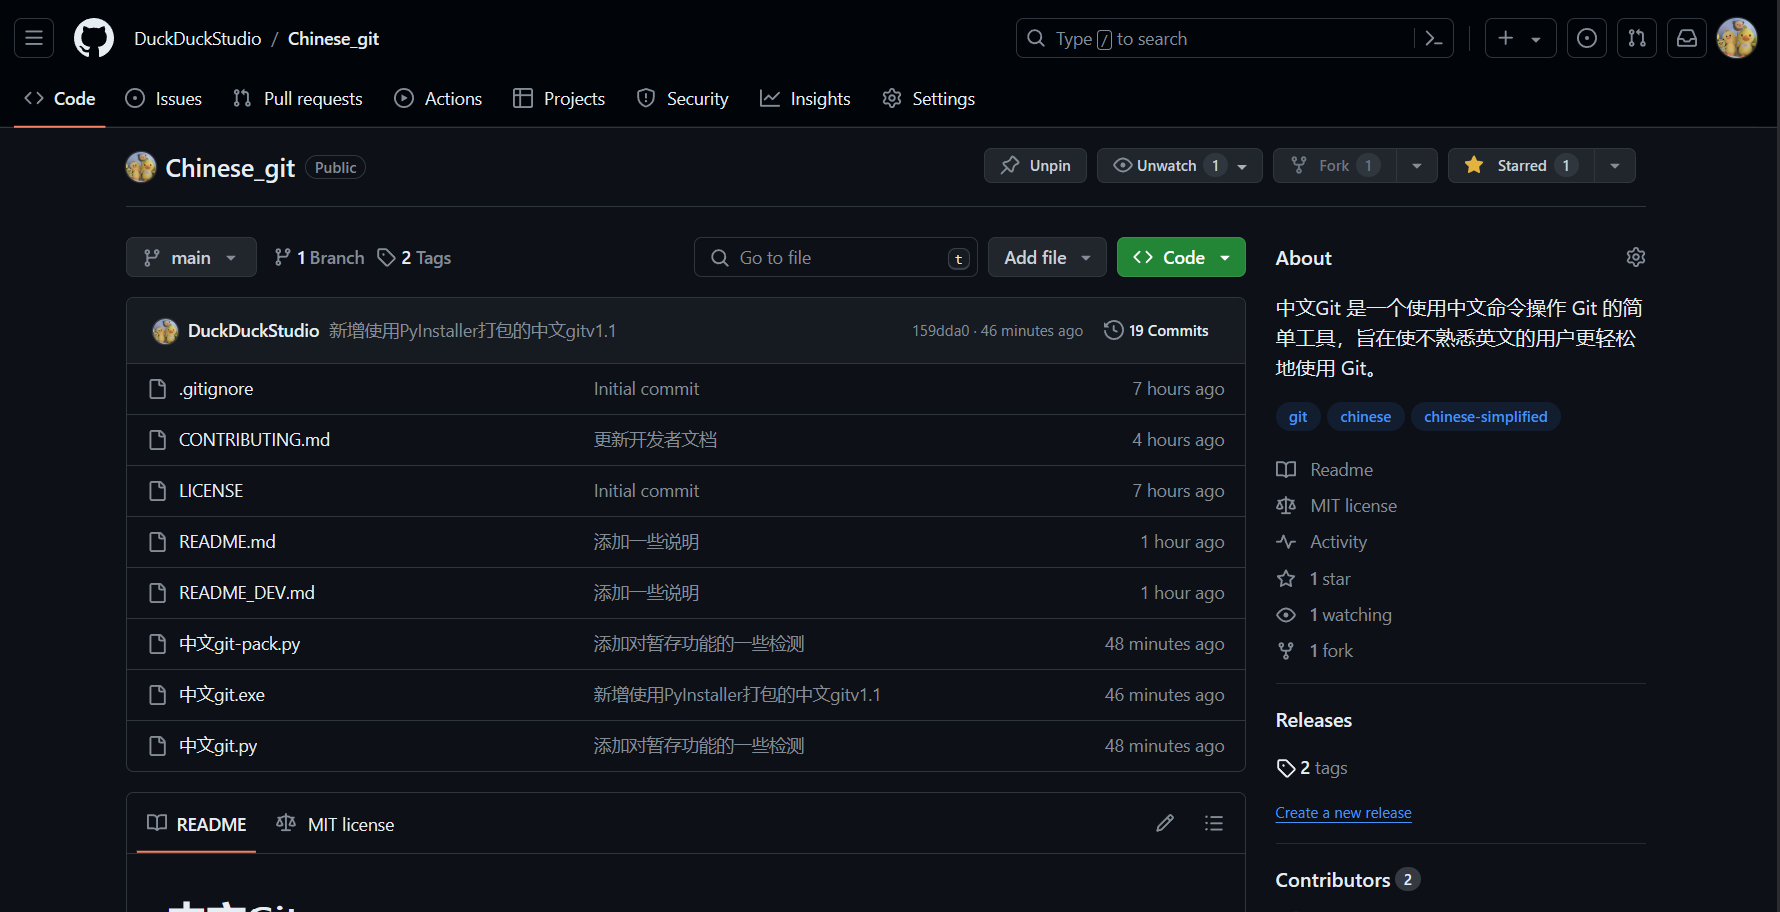 DuckDuckStudio / Chinese_git
Type / to search
Code Issues Pull requests Actions Projects Security Insights Settings
Chinese_git Public
Unpin Unwatch 1 Fork 1 Starred 1
main 1 Branch 2 Tags Go to file t Add file Code
DuckDuckStudio 新增使用PyInstaller打包的中文gitv1.1 159dda0 · 46 minutes ago 19 Commits
.gitignore Initial commit 7 hours ago
CONTRIBUTING.md 更新开发者文档 4 hours ago
LICENSE Initial commit 7 hours ago
README.md 添加一些说明 1 hour ago
README_DEV.md 添加一些说明 1 hour ago
中文git-pack.py 添加对暂存功能的一些检测 48 minutes ago
中文git.exe 新增使用PyInstaller打包的中文gitv1.1 46 minutes ago
中文git.py 添加对暂存功能的一些检测 48 minutes ago
README MIT license
中文Git
About
中文Git 是一个使用中文命令操作 Git 的简
单工具，旨在使不熟悉英文的用户更轻松
地使用 Git。
git chinese chinese-simplified
Readme
MIT license
Activity
1 star
1 watching
1 fork
Releases
2 tags
Create a new release
Contributors 2